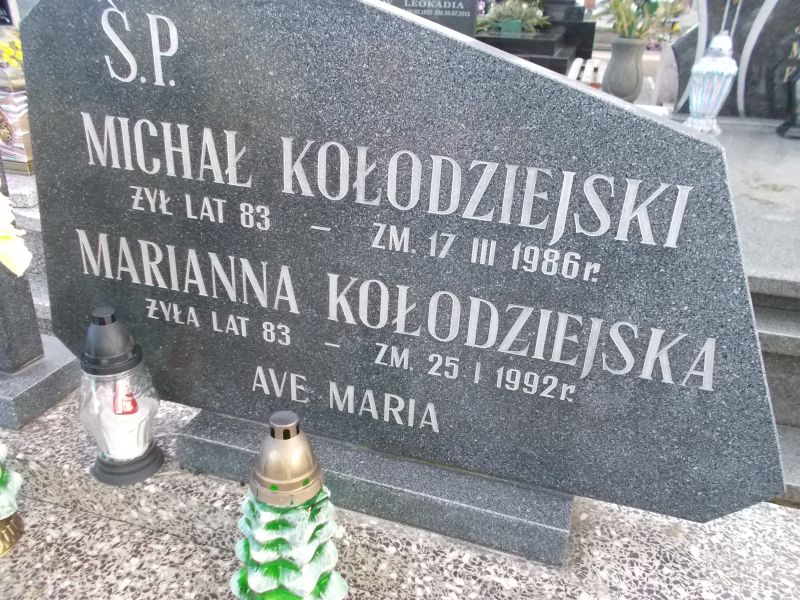 LEOKADIA
Ś.P.
MICHAŁ KOŁODZIEJSKI
ŻYŁ LAT 83 – ZM. 17 III 1986r.
MARIANNA KOŁODZIEJSKA
ŻYŁA LAT 83 – ZM. 25 I 1992r.
AVE MARIA